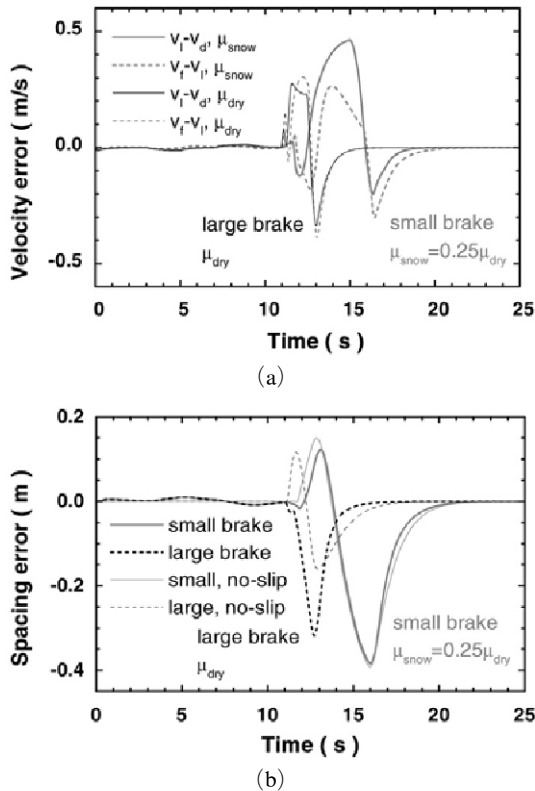 0.5
v_l-v_d, μ_snow
v_f-v_l, μ_snow
v_l-v_d, μ_dry
v_f-v_l, μ_dry
Velocity error ( m/s )
0.0
large brake
μ_dry
small brake
μ_snow=0.25μ_dry
-0.5
0 5 10 15 20 25
Time ( s )
(a)
0.2
Spacing error ( m )
0.0
small brake
large brake
-0.2
small, no-slip
large, no-slip
large brake
μ_dry
small brake
μ_snow=0.25μ_dry
-0.4
0 5 10 15 20 25
Time ( s )
(b)